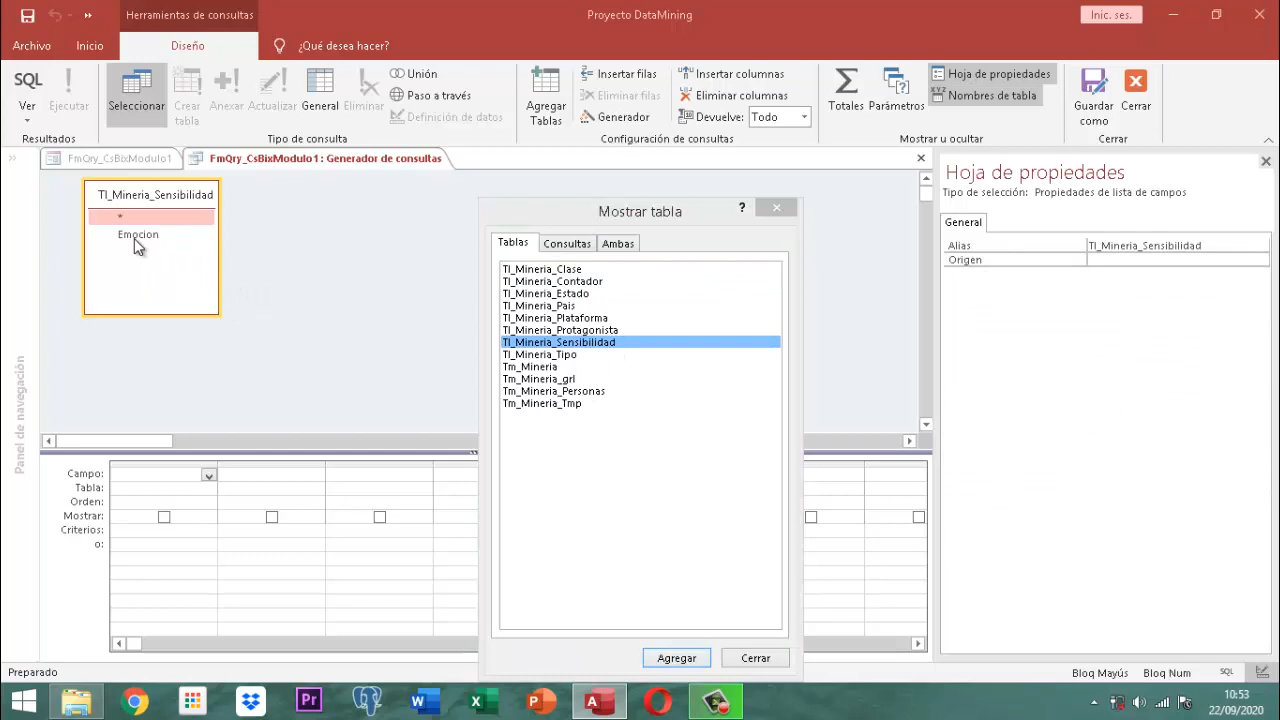 Herramientas de consultas
Proyecto DataMining
Inic. ses.
Archivo
Inicio
Diseño
¿Qué desea hacer?
SQL
Ver
Ejecutar
Resultados
Seleccionar
Crear tabla
Anexar
Actualizar
General
Eliminar
Unión
Paso a través
Definición de datos
Tipo de consulta
Agregar Tablas
Insertar filas
Eliminar filas
Generador
Insertar columnas
Eliminar columnas
Devuelve: Todo
Configuración de consultas
Totales
Parámetros
Hoja de propiedades
Nombres de tabla
Mostrar u ocultar
Guardar como
Cerrar
Cerrar
FmQry_CsBixModulo1
FmQry_CsBixModulo1 : Generador de consultas
Panel de navegación
Tl_Mineria_Sensibilidad
*
Emocion
Mostrar tabla
?
Tablas
Consultas
Ambas
Tl_Mineria_Clase
Tl_Mineria_Contador
Tl_Mineria_Estado
Tl_Mineria_Pais
Tl_Mineria_Plataforma
Tl_Mineria_Protagonista
Tl_Mineria_Sensibilidad
Tl_Mineria_Tipo
Tm_Mineria
Tm_Mineria_grl
Tm_Mineria_Personas
Tm_Mineria_Tmp
Agregar
Cerrar
Hoja de propiedades
Tipo de selección: Propiedades de lista de campos
General
Alias Tl_Mineria_Sensibilidad
Origen
Campo:
Tabla:
Orden:
Mostrar:
Criterios:
o:
Preparado
Bloq Mayús
Bloq Num
SQL
Pr
10:53
22/09/2020